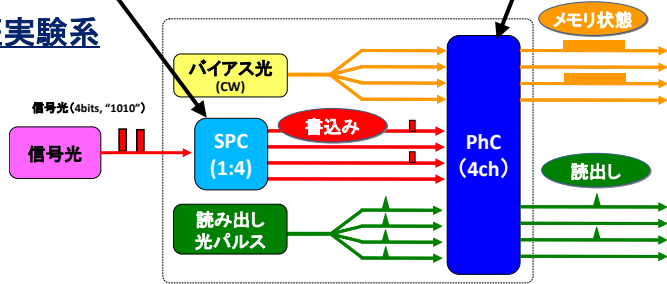 実験系
メモリ状態
バイアス光
(CW)
信号光(4bits, "1010")
信号光
SPC
(1:4)
書込み
PhC
(4ch)
読出し
読み出し
光パルス